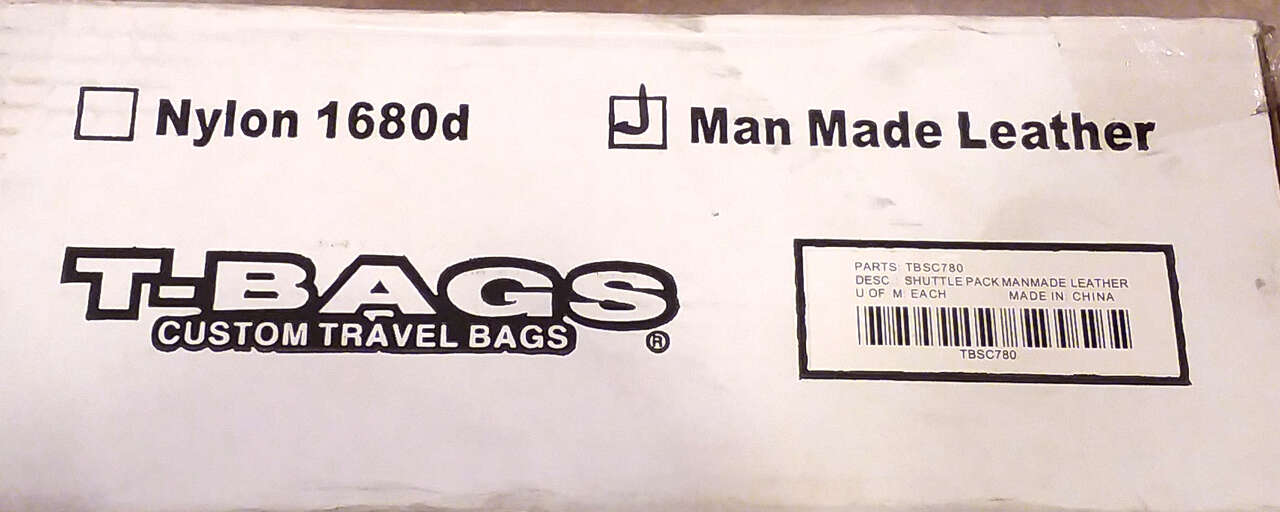 Nylon 1680d
Man Made Leather
T-BAGS
CUSTOM TRAVEL BAGS ®
PARTS: TBSC780
DESC : SHUTTLE PACK MANMADE LEATHER
U OF M: EACH MADE IN CHINA
TBSC780